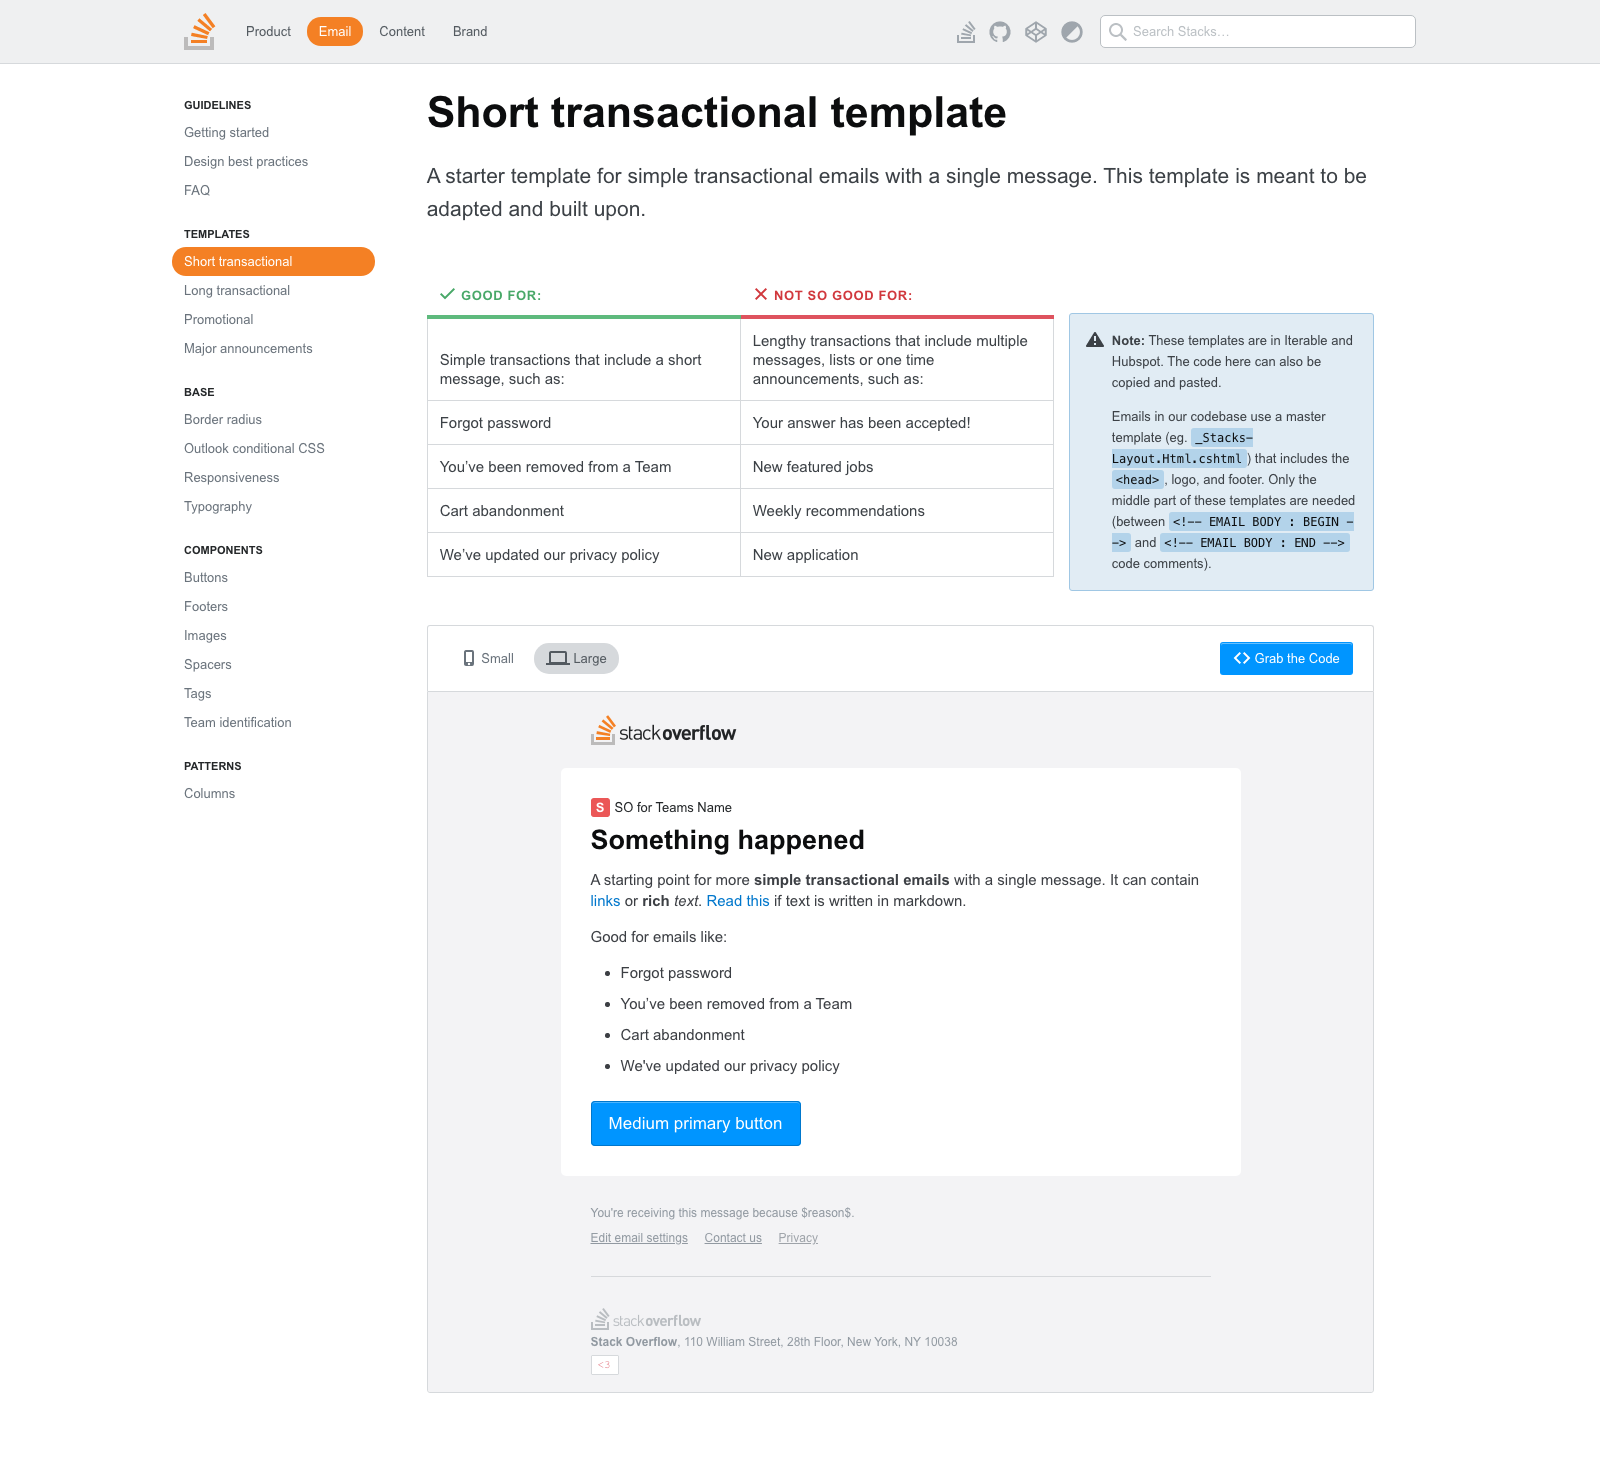 Product
Email
Content
Brand
Search Stacks…
GUIDELINES
Getting started
Design best practices
FAQ
TEMPLATES
Short transactional
Long transactional
Promotional
Major announcements
BASE
Border radius
Outlook conditional CSS
Responsiveness
Typography
COMPONENTS
Buttons
Footers
Images
Spacers
Tags
Team identification
PATTERNS
Columns
Short transactional template
A starter template for simple transactional emails with a single message. This template is meant to be
adapted and built upon.
GOOD FOR:
NOT SO GOOD FOR:
Simple transactions that include a short
message, such as:
Lengthy transactions that include multiple
messages, lists or one time
announcements, such as:
Forgot password
Your answer has been accepted!
You’ve been removed from a Team
New featured jobs
Cart abandonment
Weekly recommendations
We’ve updated our privacy policy
New application
Note: These templates are in Iterable and
Hubspot. The code here can also be
copied and pasted.
Emails in our codebase use a master
template (eg. _Stacks-
Layout.Html.cshtml) that includes the
<head>, logo, and footer. Only the
middle part of these templates are needed
(between <!-- EMAIL BODY : BEGIN -
-> and <!-- EMAIL BODY : END -->
code comments).
Small
Large
Grab the Code
stackoverflow
S SO for Teams Name
Something happened
A starting point for more simple transactional emails with a single message. It can contain
links or rich text. Read this if text is written in markdown.
Good for emails like:
• Forgot password
• You’ve been removed from a Team
• Cart abandonment
• We've updated our privacy policy
Medium primary button
You're receiving this message because $reason$.
Edit email settings Contact us Privacy
stackoverflow
Stack Overflow, 110 William Street, 28th Floor, New York, NY 10038
<3